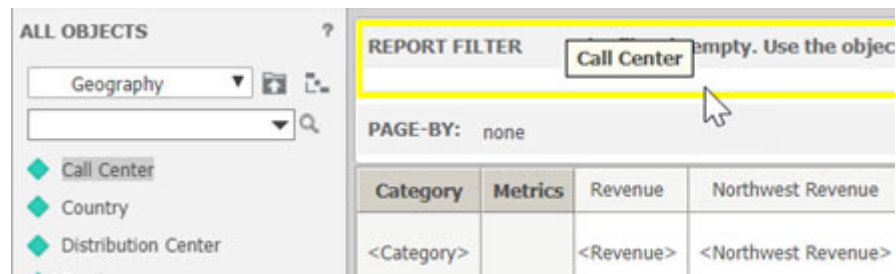 ALL OBJECTS ?
Geography
Call Center
Country
Distribution Center
REPORT FILTER empty. Use the objec
Call Center
PAGE-BY: none
Category Metrics Revenue Northwest Revenue
<Category> <Revenue> <Northwest Revenue>